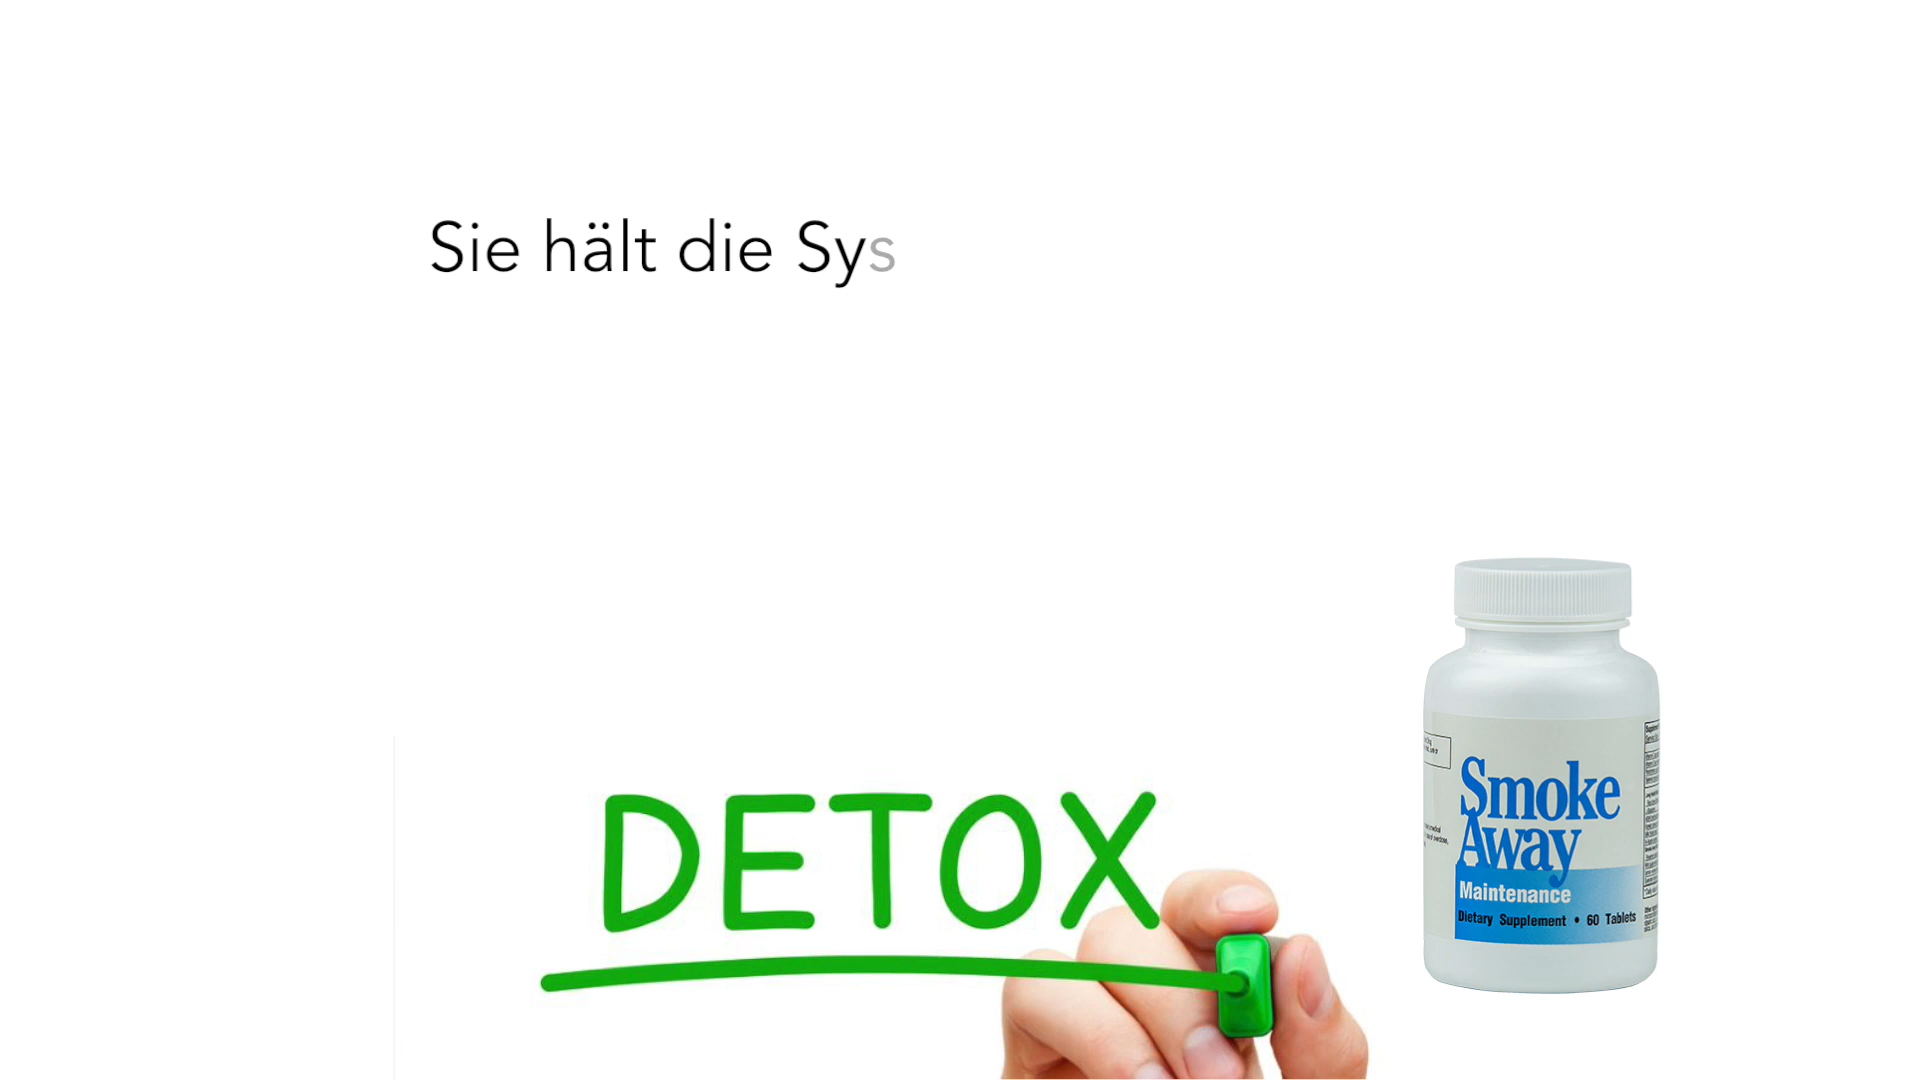 Sie hält die Sys
DETOX
Smoke
Away
Maintenance
Dietary Supplement • 60 Tablets